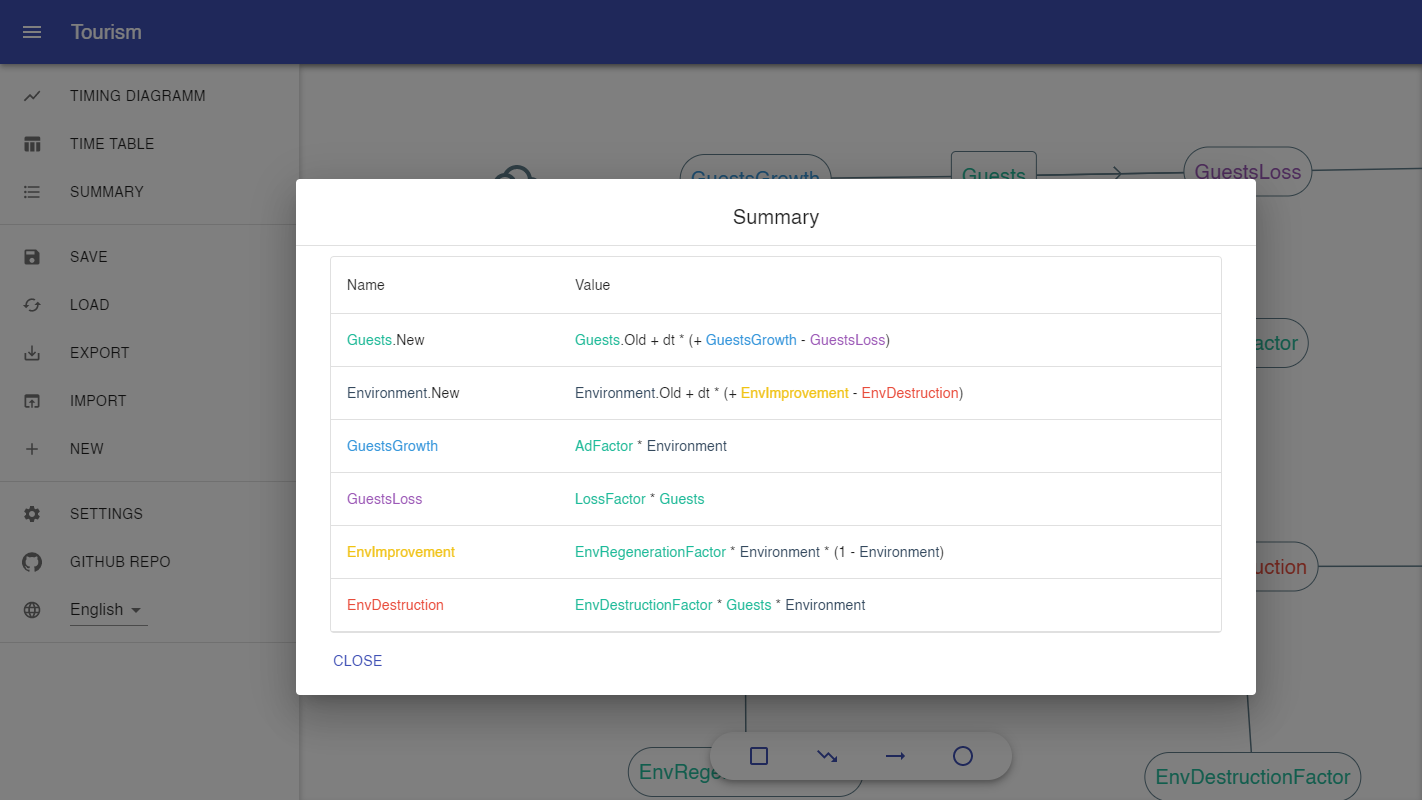 Tourism
TIMING DIAGRAMM
TIME TABLE
SUMMARY
SAVE
LOAD
EXPORT
IMPORT
NEW
SETTINGS
GITHUB REPO
English
GuestsGrowth
Guests
GuestsLoss
Summary
Name Value
Guests.New Guests.Old + dt * (+ GuestsGrowth - GuestsLoss)
Environment.New Environment.Old + dt * (+ EnvImprovement - EnvDestruction)
GuestsGrowth AdFactor * Environment
GuestsLoss LossFactor * Guests
EnvImprovement EnvRegenerationFactor * Environment * (1 - Environment)
EnvDestruction EnvDestructionFactor * Guests * Environment
CLOSE
actor
uction
EnvRege
EnvDestructionFactor